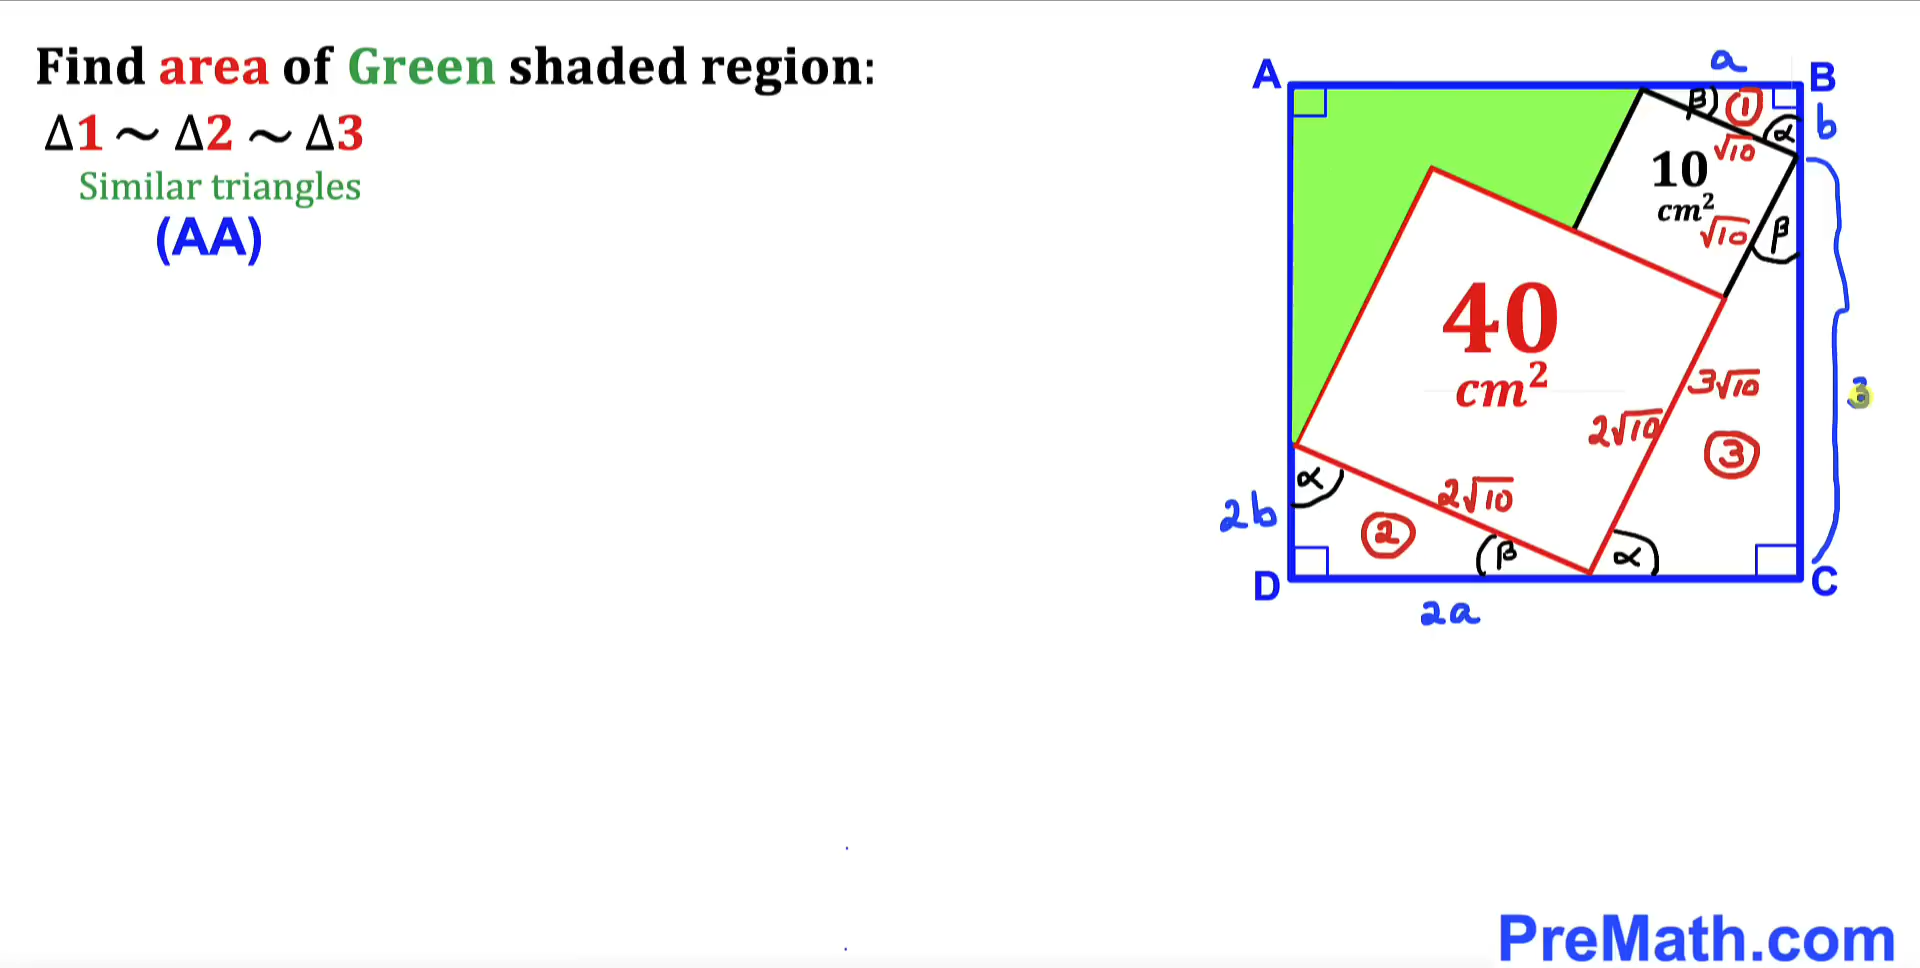 Find area of Green shaded region:
Δ1 ~ Δ2 ~ Δ3
Similar triangles
(AA)
a
A
B
β
1
α
b
√10
10
cm²
√10
β
40
cm²
3
3√10
2√10
3
α
2√10
2b
2
β
α
D
C
2a
PreMath.com